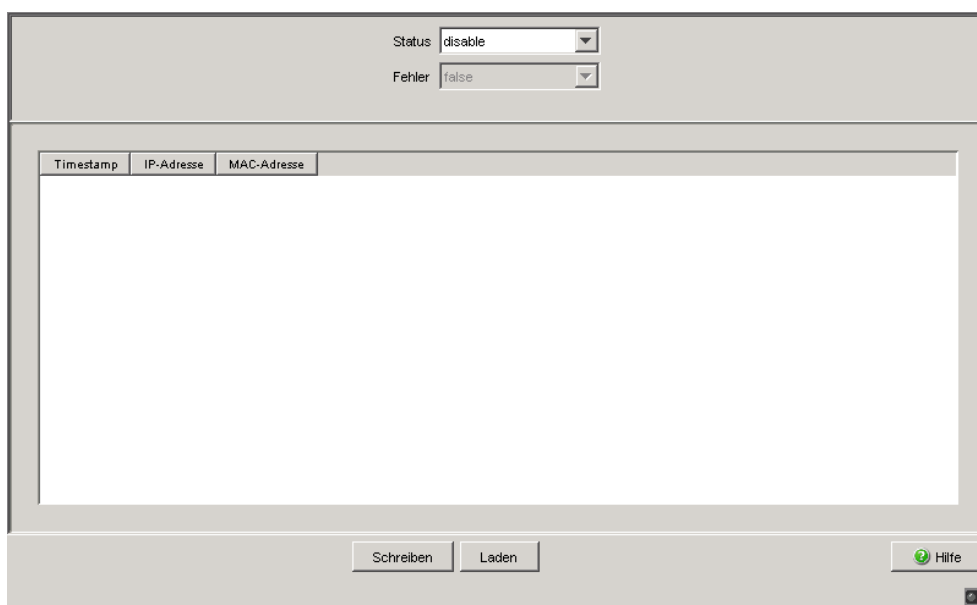 Status disable
Fehler false
Timestamp IP-Adresse MAC-Adresse
Schreiben Laden Hilfe